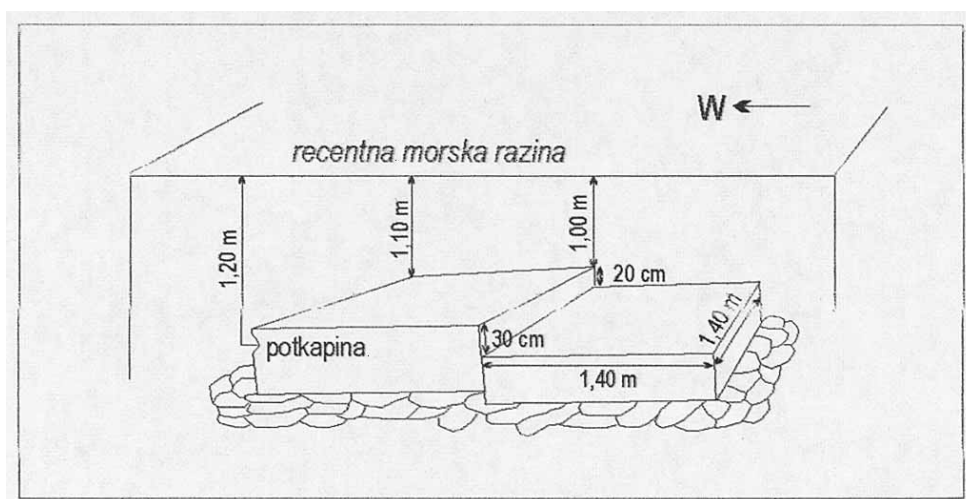 W
recentna morska razina
1,20 m
1,10 m
1,00 m
20 cm
potkapina
30 cm
1,40 m
1,40 m